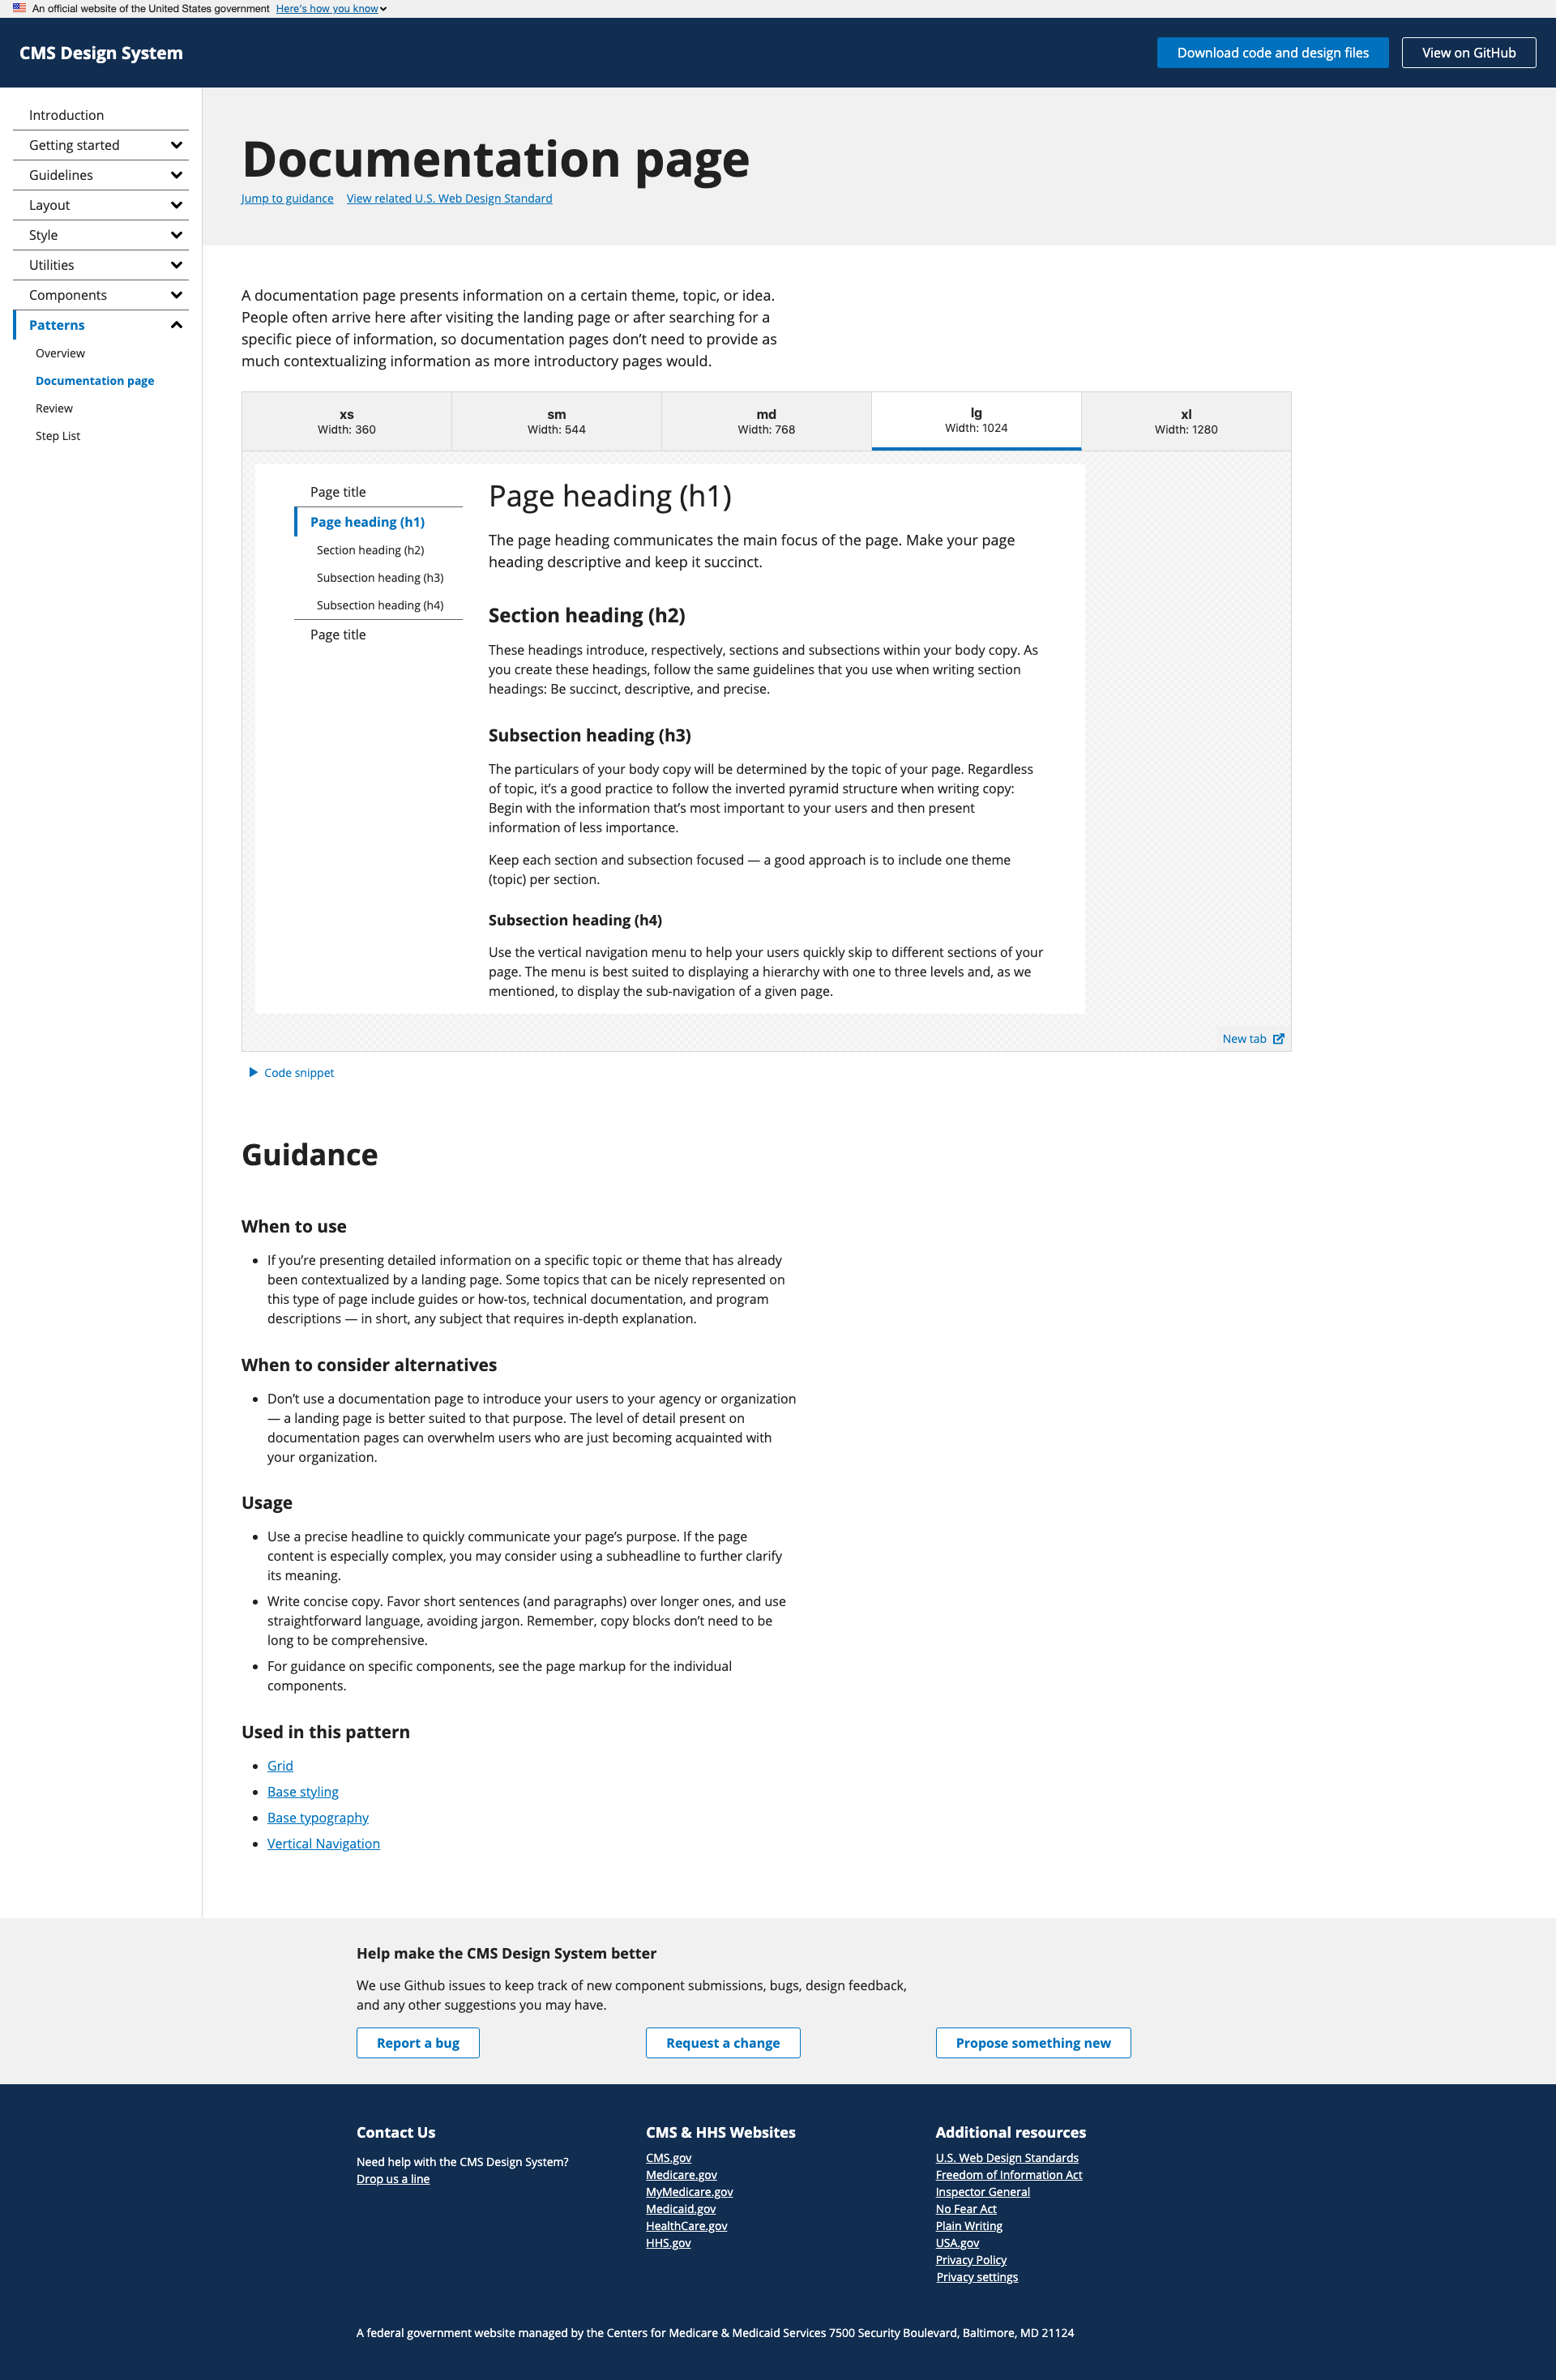 An official website of the United States government Here's how you know
CMS Design System
Download code and design files
View on GitHub
Introduction
Getting started
Guidelines
Layout
Style
Utilities
Components
Patterns
Overview
Documentation page
Review
Step List
Documentation page
Jump to guidance View related U.S. Web Design Standard
A documentation page presents information on a certain theme, topic, or idea.
People often arrive here after visiting the landing page or after searching for a
specific piece of information, so documentation pages don’t need to provide as
much contextualizing information as more introductory pages would.
xs
Width: 360
sm
Width: 544
md
Width: 768
lg
Width: 1024
xl
Width: 1280
Page title
Page heading (h1)
Section heading (h2)
Subsection heading (h3)
Subsection heading (h4)
Page title
Page heading (h1)
The page heading communicates the main focus of the page. Make your page
heading descriptive and keep it succinct.
Section heading (h2)
These headings introduce, respectively, sections and subsections within your body copy. As
you create these headings, follow the same guidelines that you use when writing section
headings: Be succinct, descriptive, and precise.
Subsection heading (h3)
The particulars of your body copy will be determined by the topic of your page. Regardless
of topic, it’s a good practice to follow the inverted pyramid structure when writing copy:
Begin with the information that’s most important to your users and then present
information of less importance.
Keep each section and subsection focused — a good approach is to include one theme
(topic) per section.
Subsection heading (h4)
Use the vertical navigation menu to help your users quickly skip to different sections of your
page. The menu is best suited to displaying a hierarchy with one to three levels and, as we
mentioned, to display the sub-navigation of a given page.
New tab
Code snippet
Guidance
When to use
If you’re presenting detailed information on a specific topic or theme that has already
been contextualized by a landing page. Some topics that can be nicely represented on
this type of page include guides or how-tos, technical documentation, and program
descriptions — in short, any subject that requires in-depth explanation.
When to consider alternatives
Don’t use a documentation page to introduce your users to your agency or organization
— a landing page is better suited to that purpose. The level of detail present on
documentation pages can overwhelm users who are just becoming acquainted with
your organization.
Usage
Use a precise headline to quickly communicate your page’s purpose. If the page
content is especially complex, you may consider using a subheadline to further clarify
its meaning.
Write concise copy. Favor short sentences (and paragraphs) over longer ones, and use
straightforward language, avoiding jargon. Remember, copy blocks don’t need to be
long to be comprehensive.
For guidance on specific components, see the page markup for the individual
components.
Used in this pattern
Grid
Base styling
Base typography
Vertical Navigation
Help make the CMS Design System better
We use Github issues to keep track of new component submissions, bugs, design feedback,
and any other suggestions you may have.
Report a bug
Request a change
Propose something new
Contact Us
Need help with the CMS Design System?
Drop us a line
CMS & HHS Websites
CMS.gov
Medicare.gov
MyMedicare.gov
Medicaid.gov
HealthCare.gov
HHS.gov
Additional resources
U.S. Web Design Standards
Freedom of Information Act
Inspector General
No Fear Act
Plain Writing
USA.gov
Privacy Policy
Privacy settings
A federal government website managed by the Centers for Medicare & Medicaid Services 7500 Security Boulevard, Baltimore, MD 21124